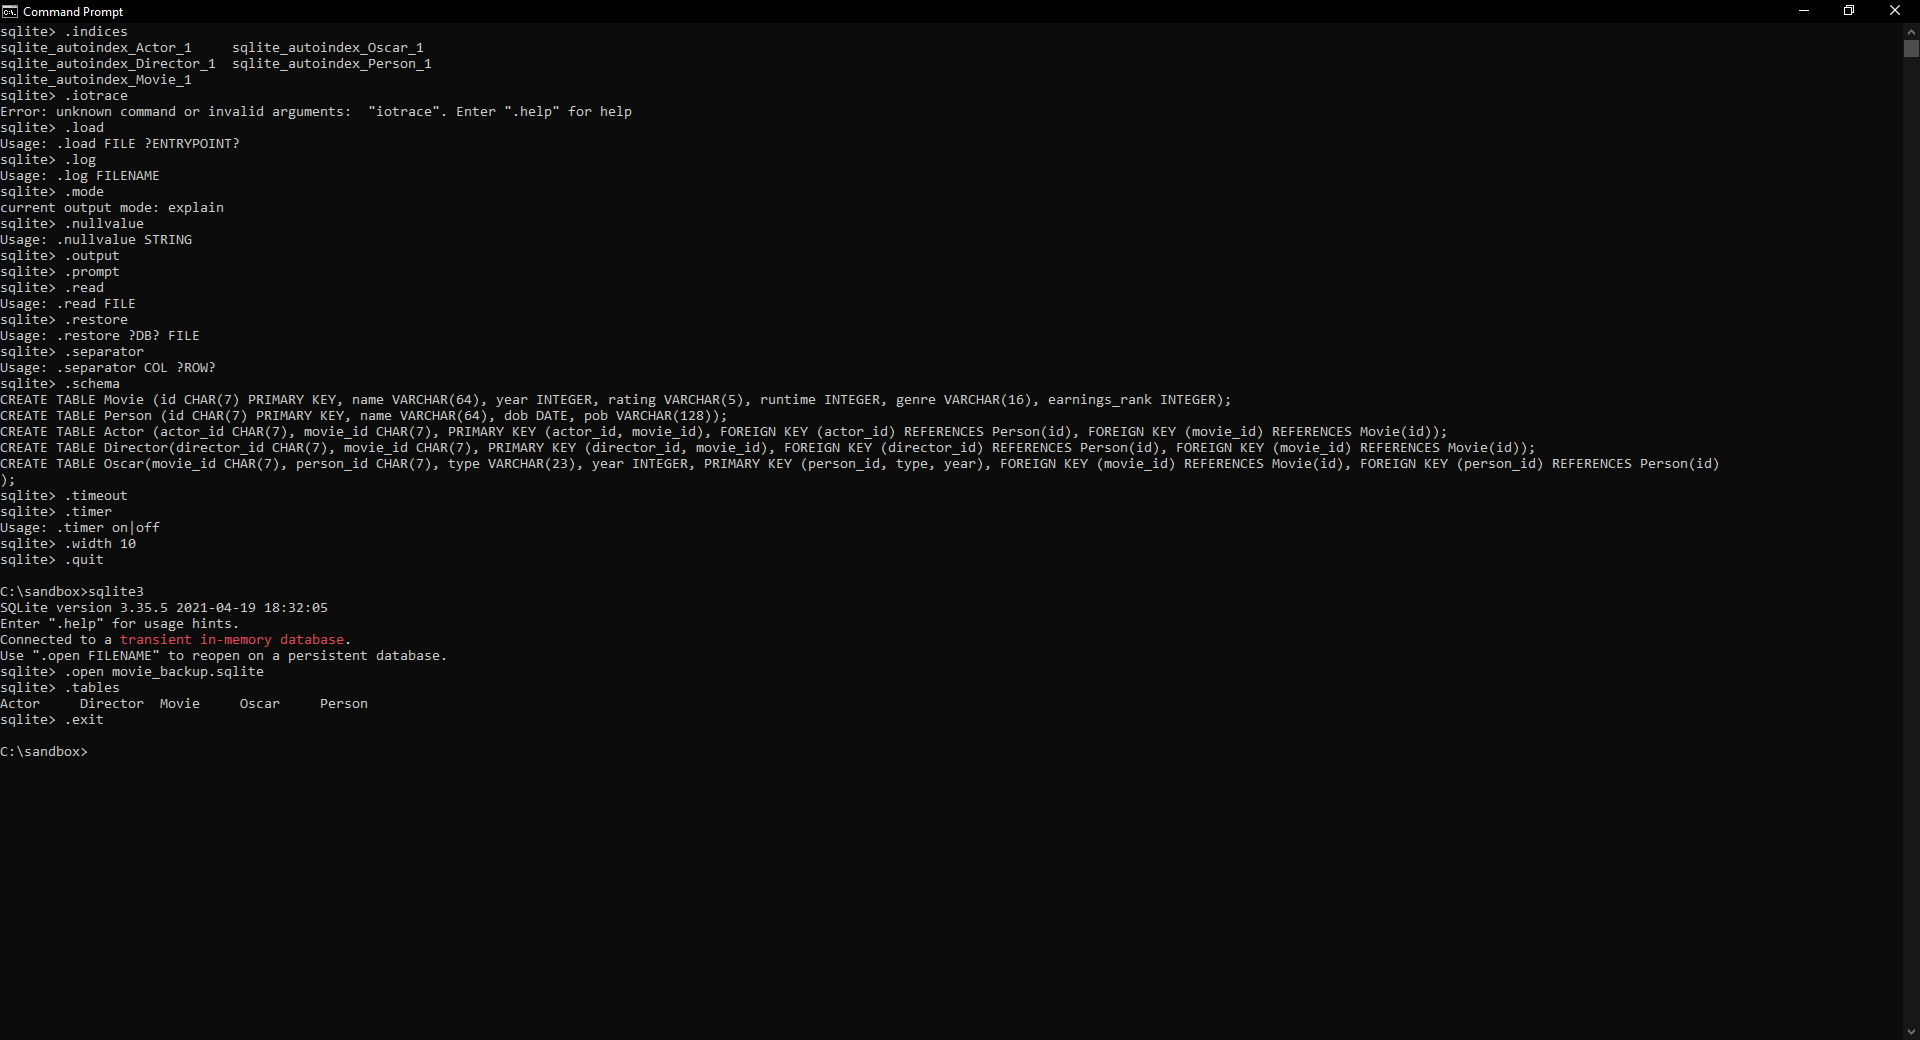 Command Prompt
sqlite> .indices
sqlite_autoindex_Actor_1     sqlite_autoindex_Oscar_1
sqlite_autoindex_Director_1  sqlite_autoindex_Person_1
sqlite_autoindex_Movie_1
sqlite> .iotrace
Error: unknown command or invalid arguments:  "iotrace". Enter ".help" for help
sqlite> .load
Usage: .load FILE ?ENTRYPOINT?
sqlite> .log
Usage: .log FILENAME
sqlite> .mode
current output mode: explain
sqlite> .nullvalue
Usage: .nullvalue STRING
sqlite> .output
sqlite> .prompt
sqlite> .read
Usage: .read FILE
sqlite> .restore
Usage: .restore ?DB? FILE
sqlite> .separator
Usage: .separator COL ?ROW?
sqlite> .schema
CREATE TABLE Movie (id CHAR(7) PRIMARY KEY, name VARCHAR(64), year INTEGER, rating VARCHAR(5), runtime INTEGER, genre VARCHAR(16), earnings_rank INTEGER);
CREATE TABLE Person (id CHAR(7) PRIMARY KEY, name VARCHAR(64), dob DATE, pob VARCHAR(128));
CREATE TABLE Actor (actor_id CHAR(7), movie_id CHAR(7), PRIMARY KEY (actor_id, movie_id), FOREIGN KEY (actor_id) REFERENCES Person(id), FOREIGN KEY (movie_id) REFERENCES Movie(id));
CREATE TABLE Director(director_id CHAR(7), movie_id CHAR(7), PRIMARY KEY (director_id, movie_id), FOREIGN KEY (director_id) REFERENCES Person(id), FOREIGN KEY (movie_id) REFERENCES Movie(id));
CREATE TABLE Oscar(movie_id CHAR(7), person_id CHAR(7), type VARCHAR(23), year INTEGER, PRIMARY KEY (person_id, type, year), FOREIGN KEY (movie_id) REFERENCES Movie(id), FOREIGN KEY (person_id) REFERENCES Person(id)
);
sqlite> .timeout
sqlite> .timer
Usage: .timer on|off
sqlite> .width 10
sqlite> .quit
C:\sandbox>sqlite3
SQLite version 3.35.5 2021-04-19 18:32:05
Enter ".help" for usage hints.
Connected to a transient in-memory database.
Use ".open FILENAME" to reopen on a persistent database.
sqlite> .open movie_backup.sqlite
sqlite> .tables
Actor     Director  Movie     Oscar     Person
sqlite> .exit
C:\sandbox>